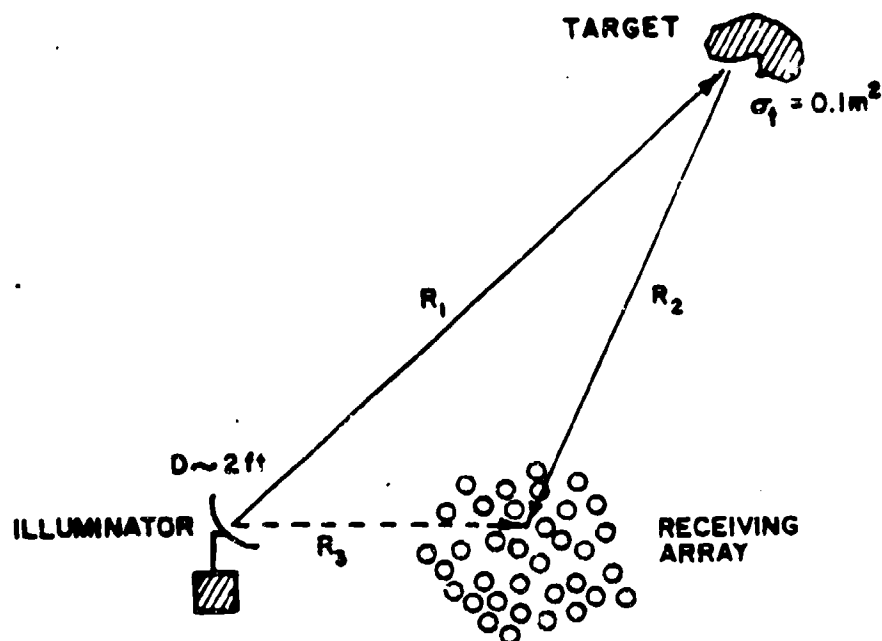 TARGET
σt = 0.1m²
R1
R2
D~2ft
ILLUMINATOR
R3
RECEIVING
ARRAY